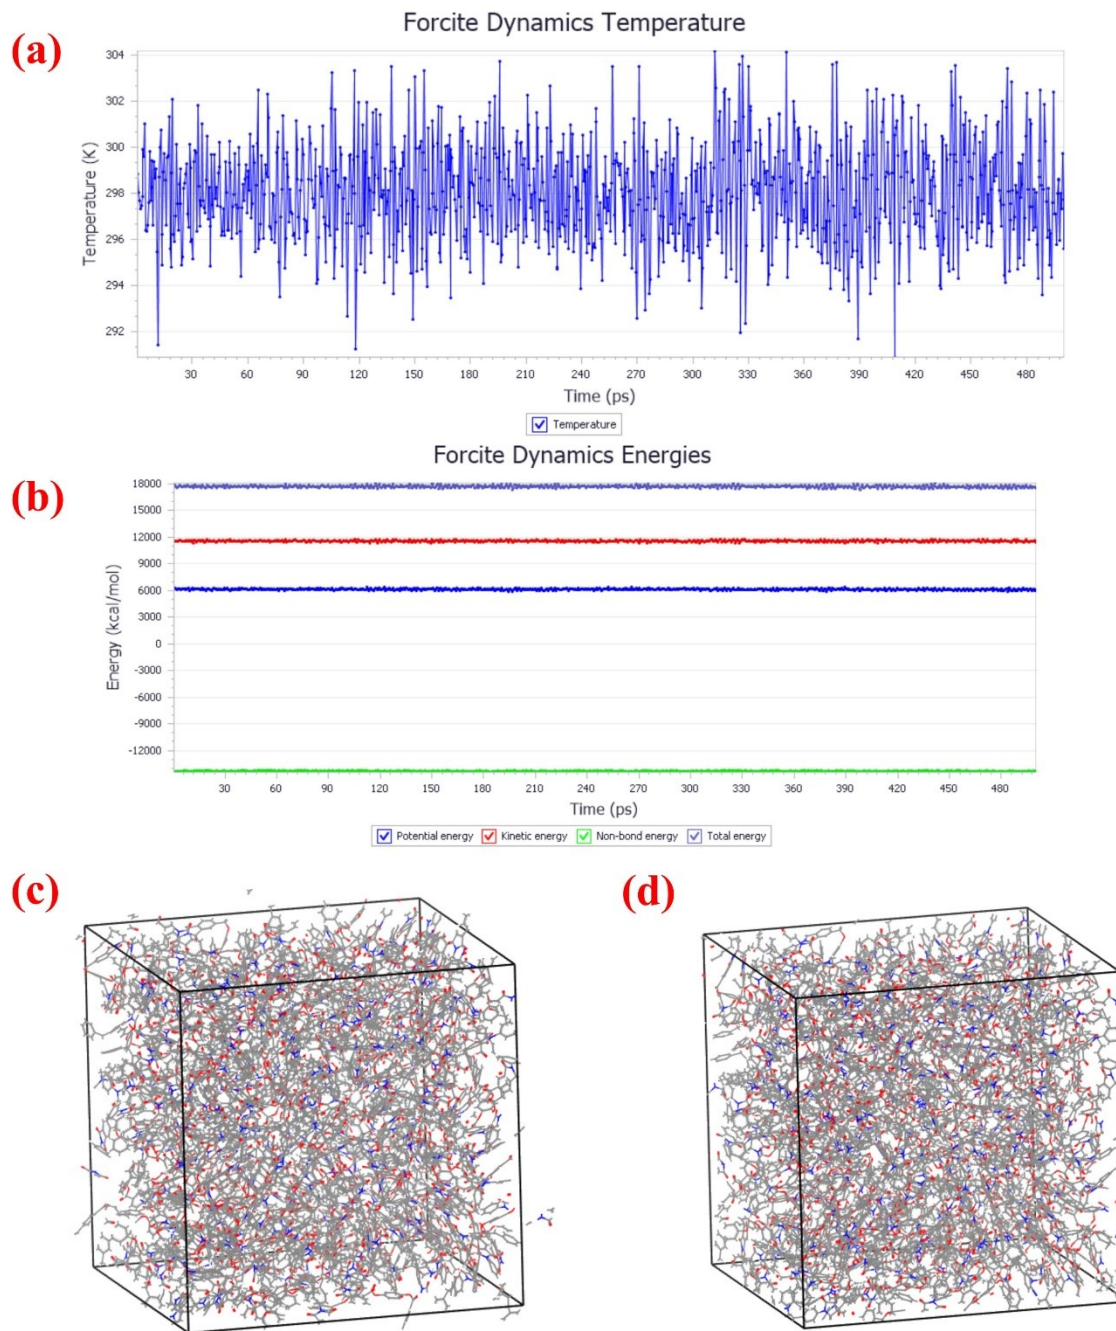 (a)
Forcite Dynamics Temperature
Temperature (K)
304
302
300
298
296
294
292
30 60 90 120 150 180 210 240 270 300 330 360 390 420 450 480
Time (ps)
Temperature
(b)
Forcite Dynamics Energies
Energy (kcal/mol)
18000
15000
12000
9000
6000
3000
0
-3000
-6000
-9000
-12000
30 60 90 120 150 180 210 240 270 300 330 360 390 420 450 480
Time (ps)
Potential energy Kinetic energy Non-bond energy Total energy
(c)
(d)